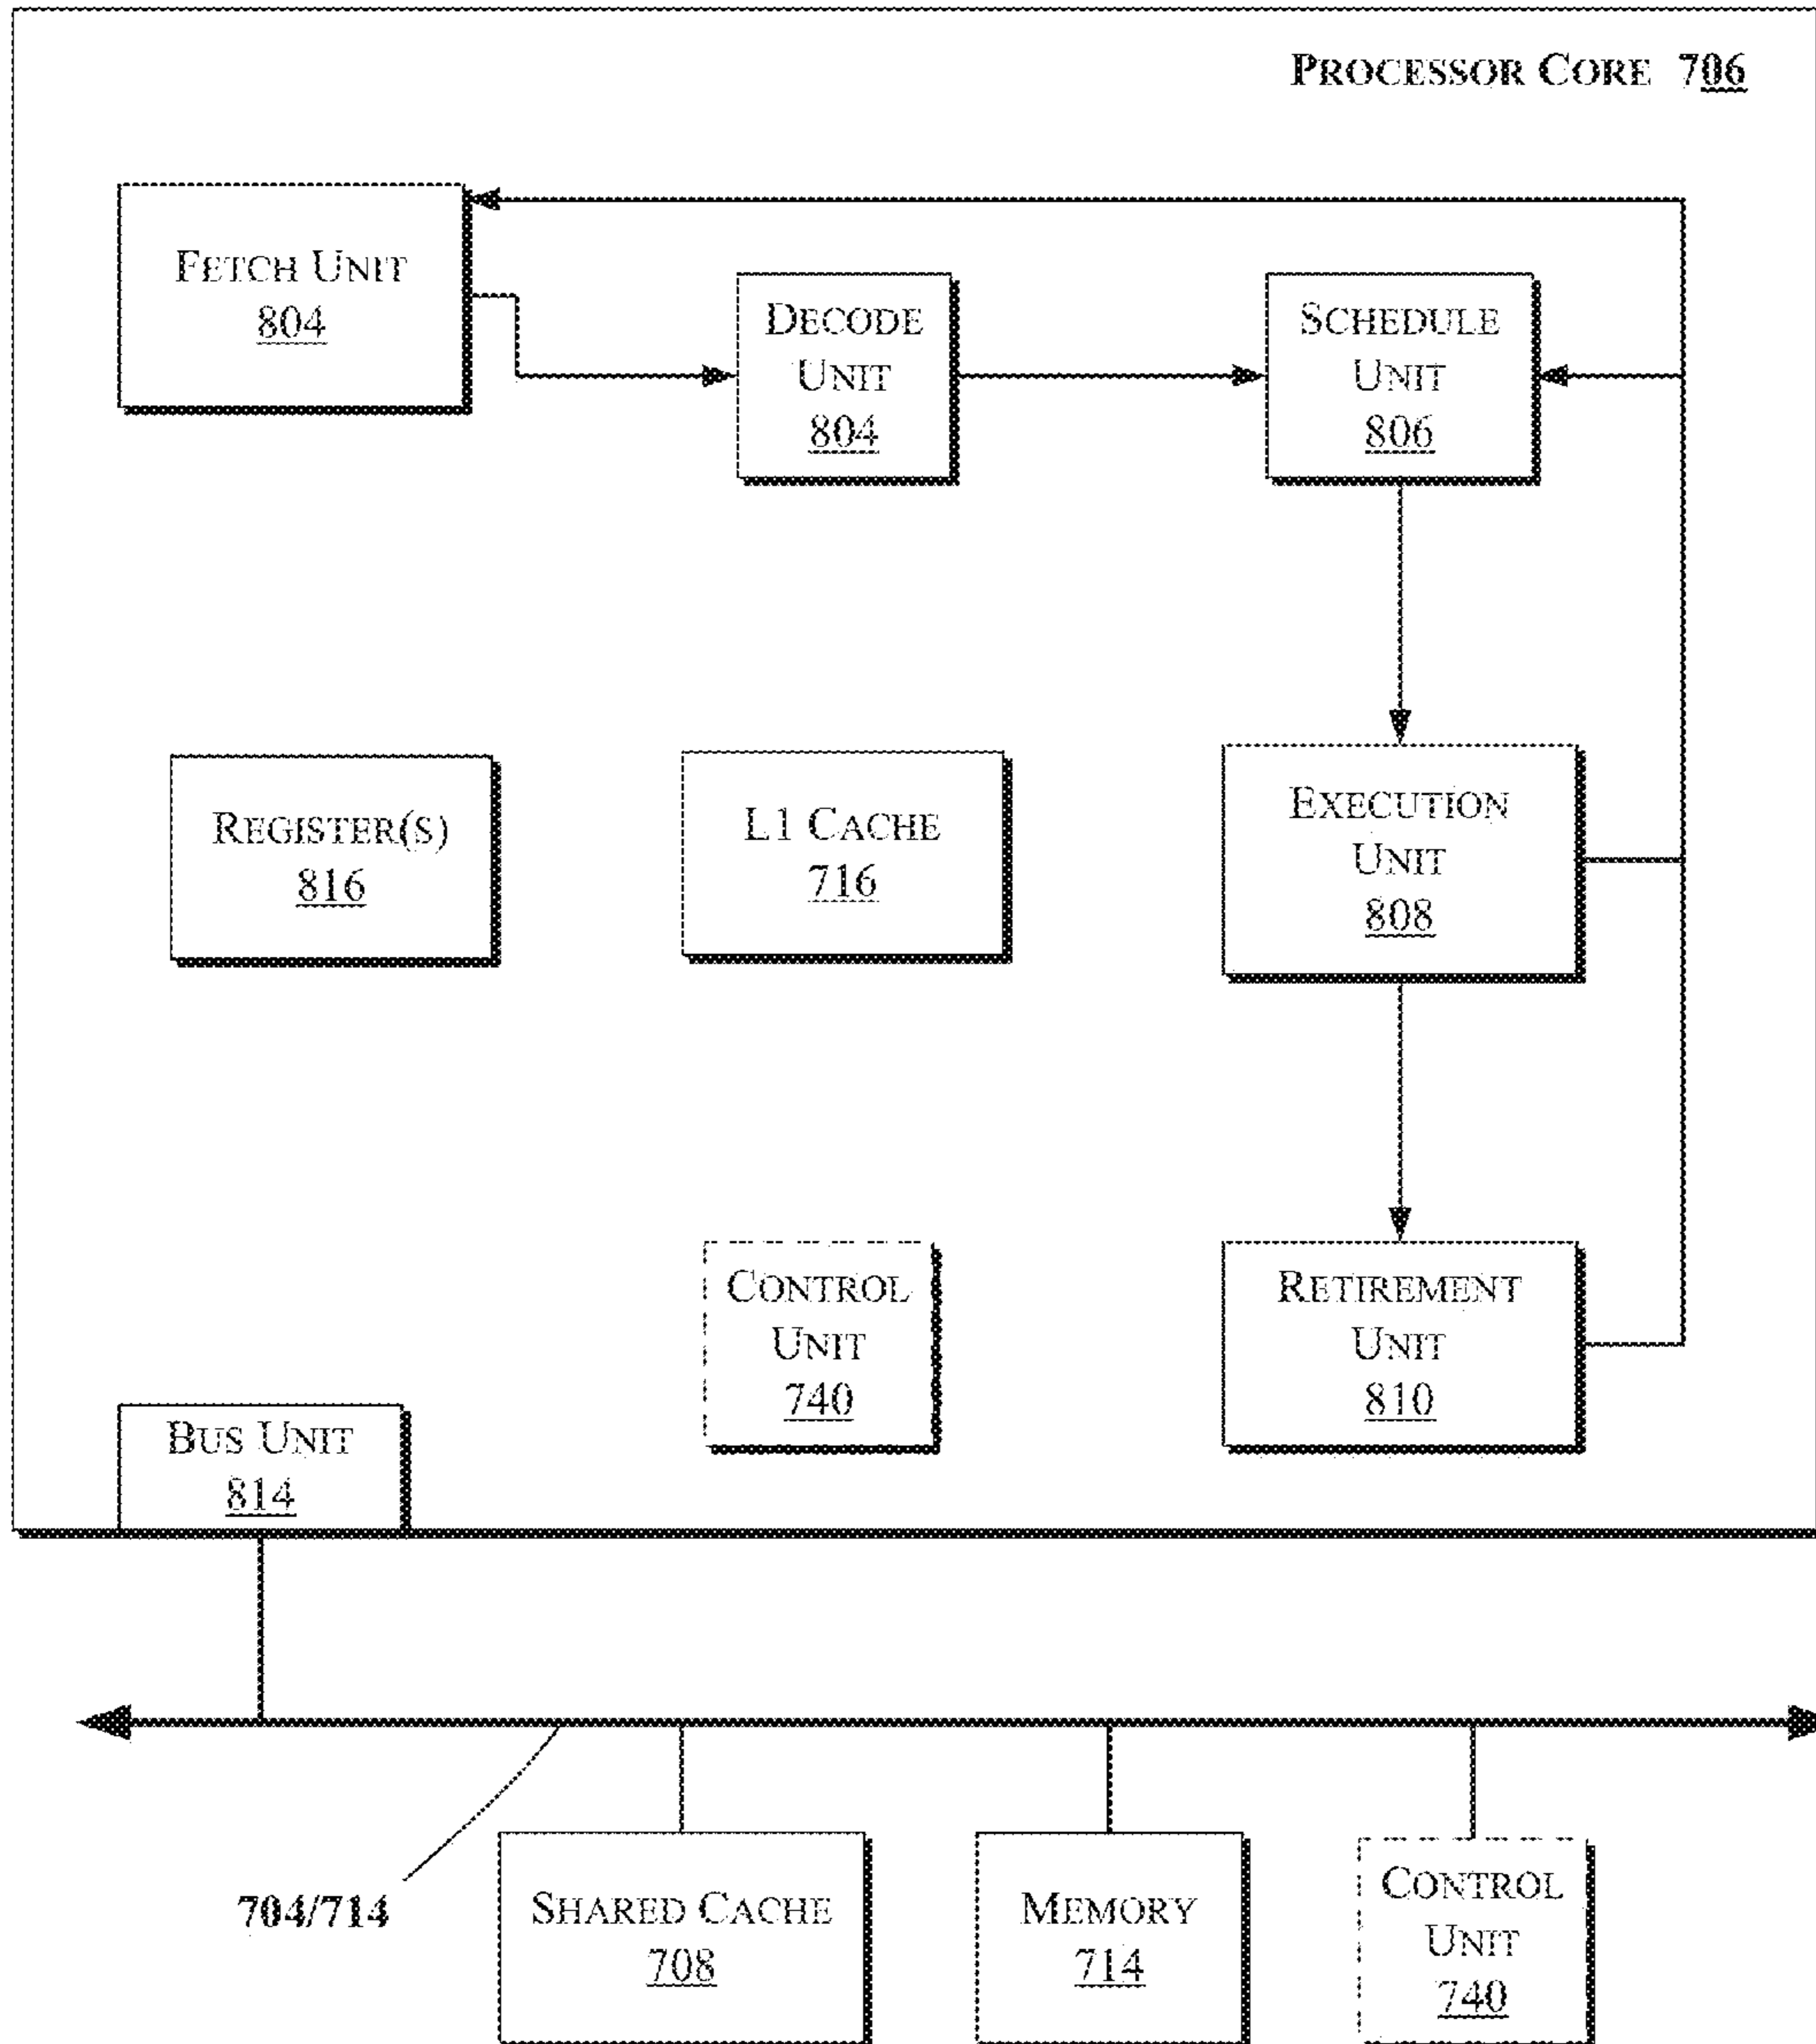 PROCESSOR CORE 706
FETCH UNIT
804
DECODE
UNIT
804
SCHEDULE
UNIT
806
REGISTER(S)
816
L1 CACHE
716
EXECUTION
UNIT
808
CONTROL
UNIT
740
RETIREMENT
UNIT
810
BUS UNIT
814
704/714
SHARED CACHE
708
MEMORY
714
CONTROL
UNIT
740